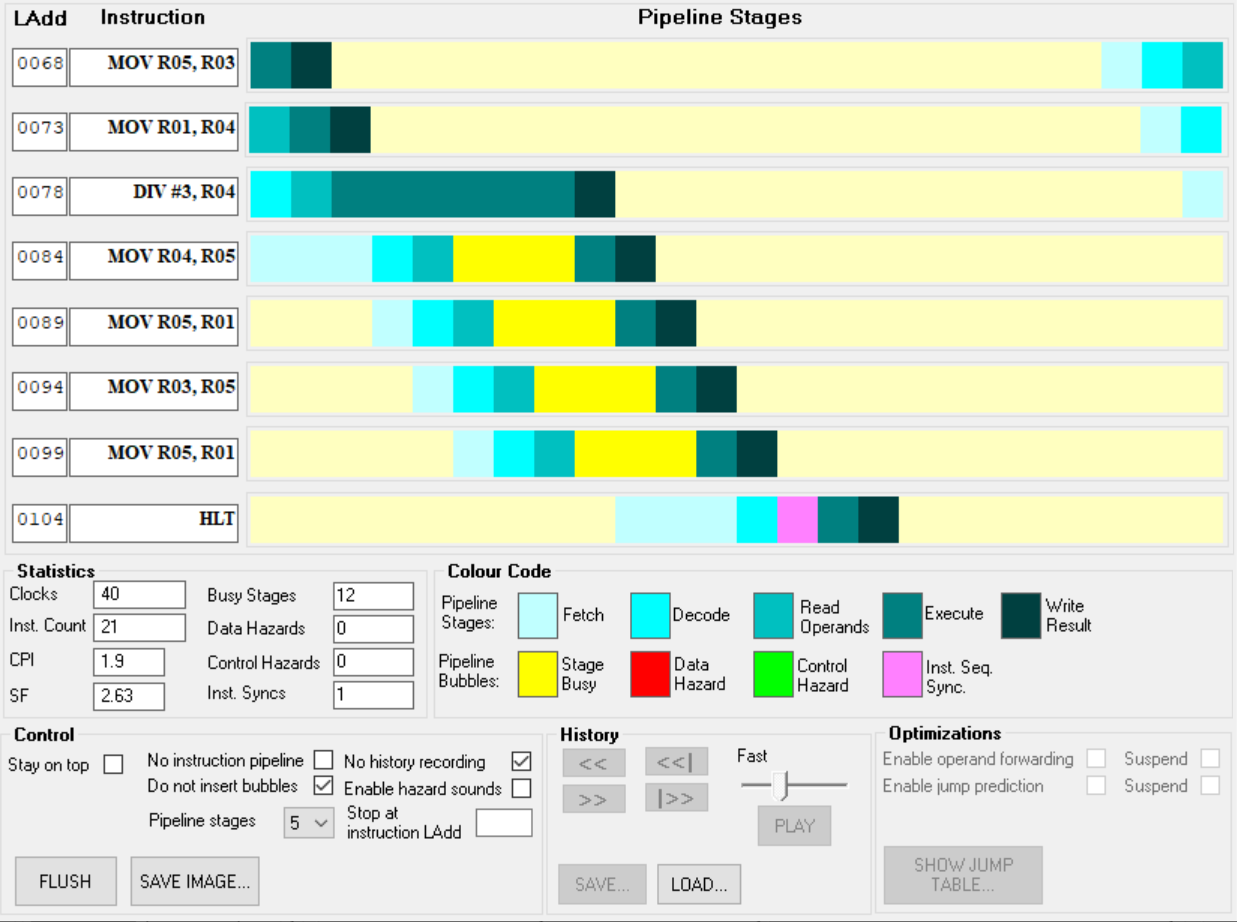 LAdd Instruction Pipeline Stages
0068 MOV R05, R03
0073 MOV R01, R04
0078 DIV #3, R04
0084 MOV R04, R05
0089 MOV R05, R01
0094 MOV R03, R05
0099 MOV R05, R01
0104 HLT
Statistics
Clocks 40 Busy Stages 12
Inst. Count 21 Data Hazards 0
CPI 1.9 Control Hazards 0
SF 2.63 Inst. Syncs 1
Colour Code
Pipeline
Stages:
Fetch
Decode
Read
Operands
Execute
Write
Result
Pipeline
Bubbles:
Stage
Busy
Data
Hazard
Control
Hazard
Inst. Seq.
Sync.
Control
Stay on top No instruction pipeline No history recording
Do not insert bubbles Enable hazard sounds
Pipeline stages 5 Stop at
instruction LAdd
FLUSH SAVE IMAGE...
History
<< <<| Fast
>> |>>
PLAY
SAVE... LOAD...
Optimizations
Enable operand forwarding Suspend
Enable jump prediction Suspend
SHOW JUMP
TABLE...